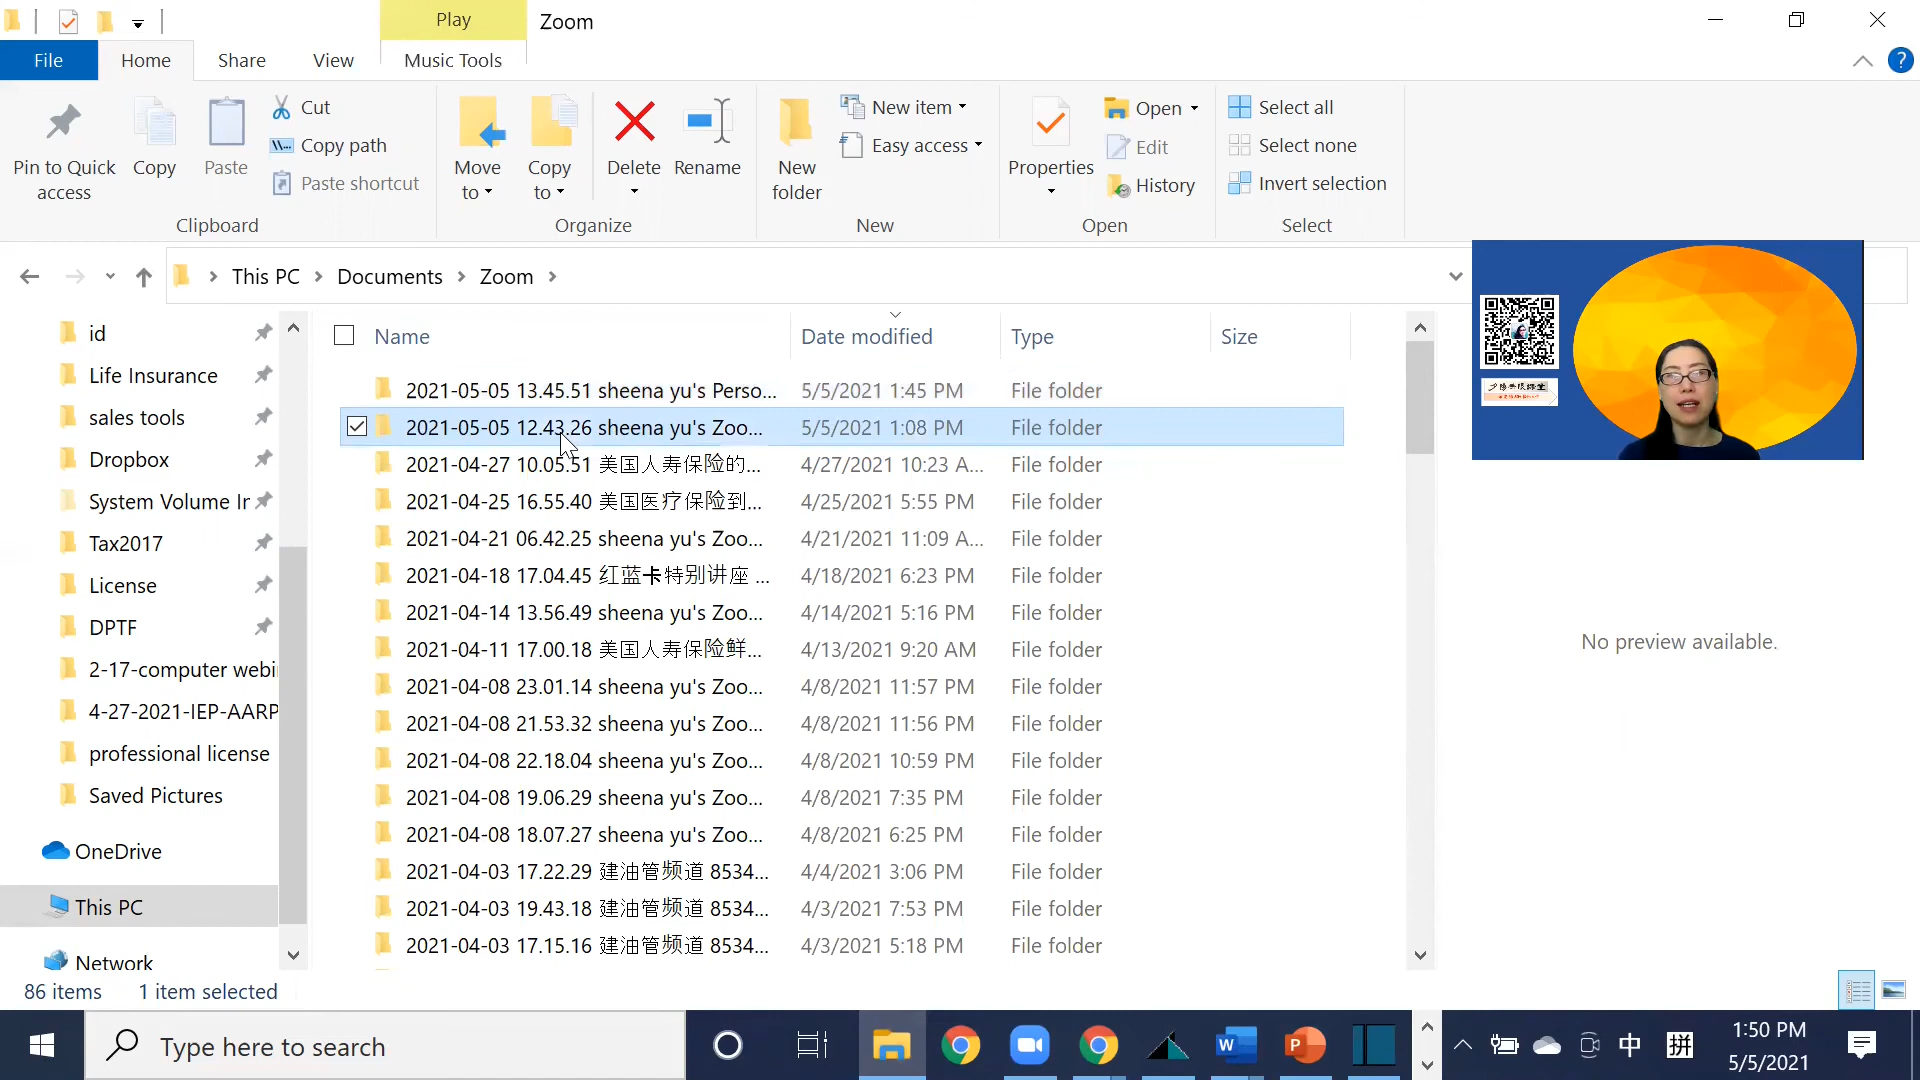 Play
Zoom
File
Home
Share
View
Music Tools
Pin to Quick access
Copy
Paste
Cut
Copy path
Paste shortcut
Clipboard
Move to
Copy to
Delete
Rename
Organize
New folder
New item
Easy access
New
Properties
Open
Edit
History
Open
Select all
Select none
Invert selection
Select
This PC
Documents
Zoom
id
Life Insurance
sales tools
Dropbox
System Volume Ir
Tax2017
License
DPTF
2-17-computer webi
4-27-2021-IEP-AARP
professional license
Saved Pictures
OneDrive
This PC
Network
Name Date modified Type Size
2021-05-05 13.45.51 sheena yu's Perso... 5/5/2021 1:45 PM File folder
2021-05-05 12.43.26 sheena yu's Zoo... 5/5/2021 1:08 PM File folder
2021-04-27 10.05.51 美国人寿保险的... 4/27/2021 10:23 A... File folder
2021-04-25 16.55.40 美国医疗保险到... 4/25/2021 5:55 PM File folder
2021-04-21 06.42.25 sheena yu's Zoo... 4/21/2021 11:09 A... File folder
2021-04-18 17.04.45 红蓝卡特别讲座 ... 4/18/2021 6:23 PM File folder
2021-04-14 13.56.49 sheena yu's Zoo... 4/14/2021 5:16 PM File folder
2021-04-11 17.00.18 美国人寿保险鲜... 4/13/2021 9:20 AM File folder
2021-04-08 23.01.14 sheena yu's Zoo... 4/8/2021 11:57 PM File folder
2021-04-08 21.53.32 sheena yu's Zoo... 4/8/2021 11:56 PM File folder
2021-04-08 22.18.04 sheena yu's Zoo... 4/8/2021 10:59 PM File folder
2021-04-08 19.06.29 sheena yu's Zoo... 4/8/2021 7:35 PM File folder
2021-04-08 18.07.27 sheena yu's Zoo... 4/8/2021 6:25 PM File folder
2021-04-03 17.22.29 建油管频道 8534... 4/4/2021 3:06 PM File folder
2021-04-03 19.43.18 建油管频道 8534... 4/3/2021 7:53 PM File folder
2021-04-03 17.15.16 建油管频道 8534... 4/3/2021 5:18 PM File folder
No preview available.
86 items
1 item selected
Type here to search
中
拼
1:50 PM
5/5/2021